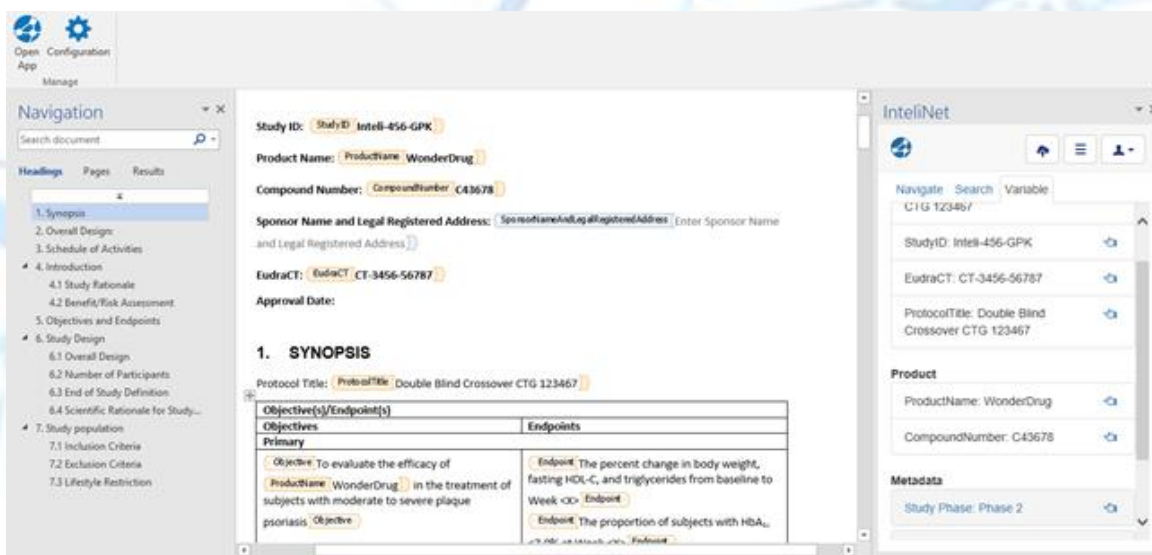 Open
App
Configuration
Manage
Navigation
Search document
Headings Pages Results
1. Synopsis
2. Overall Design:
3. Schedule of Activities
4. Introduction
4.1 Study Rationale
4.2 Benefit/Risk Assessment
5. Objectives and Endpoints
6. Study Design
6.1 Overall Design
6.2 Number of Participants
6.3 End of Study Definition
6.4 Scientific Rationale for Study...
7. Study population
7.1 Inclusion Criteria
7.2 Exclusion Criteria
7.3 Lifestyle Restriction
Study ID: StudyID Inteli-456-GPK
Product Name: ProductName WonderDrug
Compound Number: CompoundNumber C43678
Sponsor Name and Legal Registered Address: SponsorNameAndLegalRegisteredAddress Enter Sponsor Name
and Legal Registered Address
EudraCT: EudraCT CT-3456-56787
Approval Date:
1. SYNOPSIS
Protocol Title: ProtocolTitle Double Blind Crossover CTG 123467
Objective(s)/Endpoint(s)
Objectives Endpoints
Primary
Objective To evaluate the efficacy of
ProductName WonderDrug in the treatment of
subjects with moderate to severe plaque
psoriasis Objective
Endpoint The percent change in body weight,
fasting HDL-C, and triglycerides from baseline to
Week <X> Endpoint
Endpoint The proportion of subjects with HbA₁c
<7.0% at Week <X> Endpoint
InteliNet
Navigate Search Variable
CTG 123467
StudyID: Inteli-456-GPK
EudraCT: CT-3456-56787
ProtocolTitle: Double Blind
Crossover CTG 123467
Product
ProductName: WonderDrug
CompoundNumber: C43678
Metadata
Study Phase: Phase 2